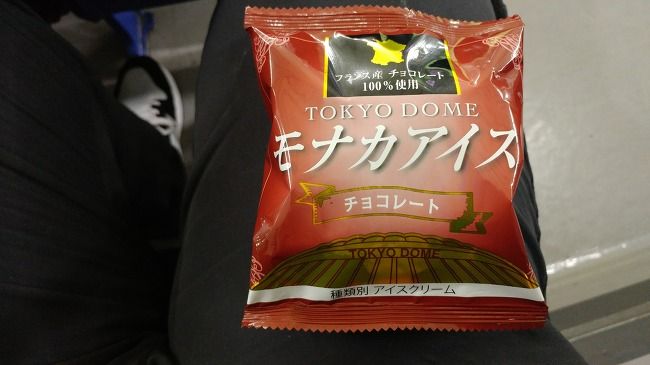 フランス産 チョコレート
100%使用
TOKYO DOME
モナカアイス
チョコレート
TOKYO DOME
種類別 アイスクリーム